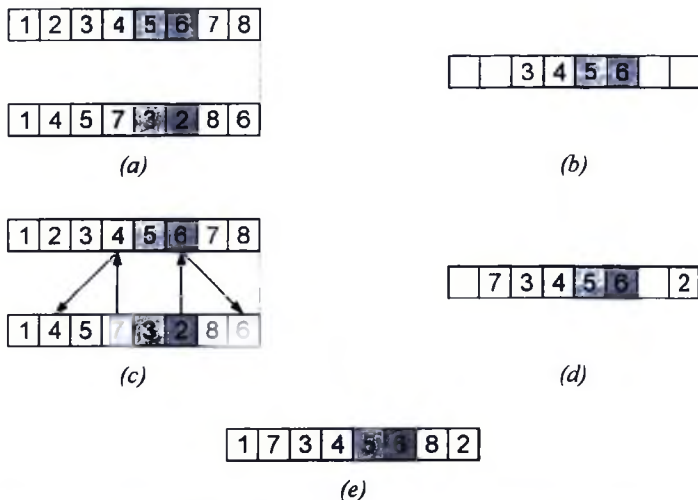 1 2 3 4 5 6 7 8
1 4 5 7 3 2 8 6
(a)
3 4 5 6
(b)
1 2 3 4 5 6 7 8
1 4 5 7 3 2 8 6
(c)
7 3 4 5 6 2
(d)
1 7 3 4 5 6 8 2
(e)